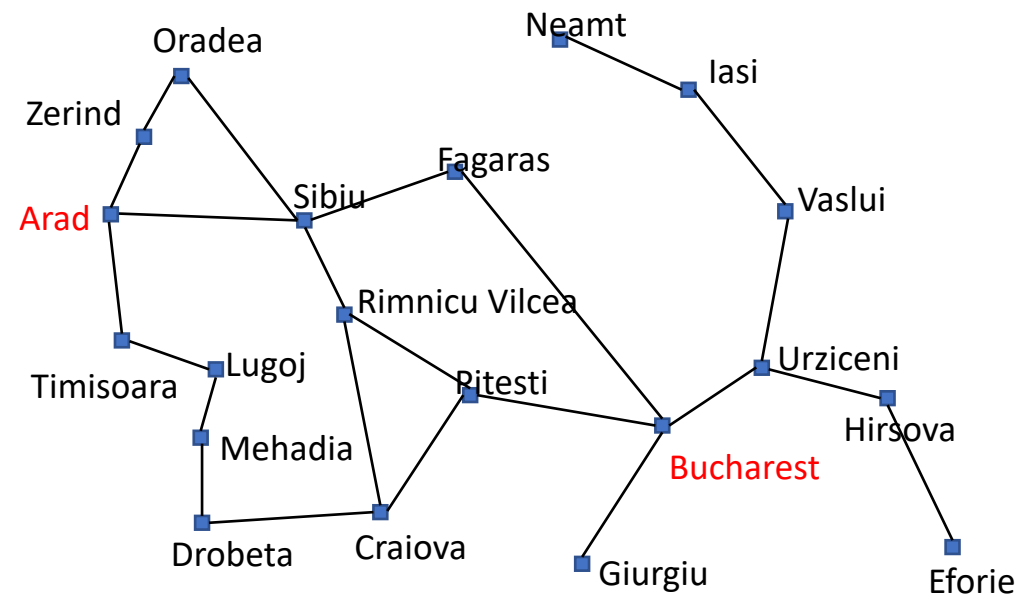 Neamt
Oradea
Iasi
Zerind
Fagaras
Sibiu
Vaslui
Arad
Rimnicu Vilcea
Urziceni
Lugoj
Timisoara
Pitesti
Hirsova
Mehadia
Bucharest
Drobeta
Craiova
Giurgiu
Eforie